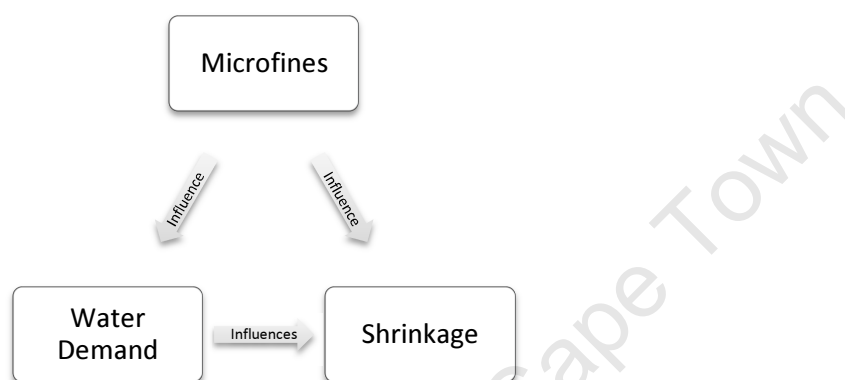 Microfines
Influence
Influence
Water
Demand
Influences
Shrinkage
Cape Town